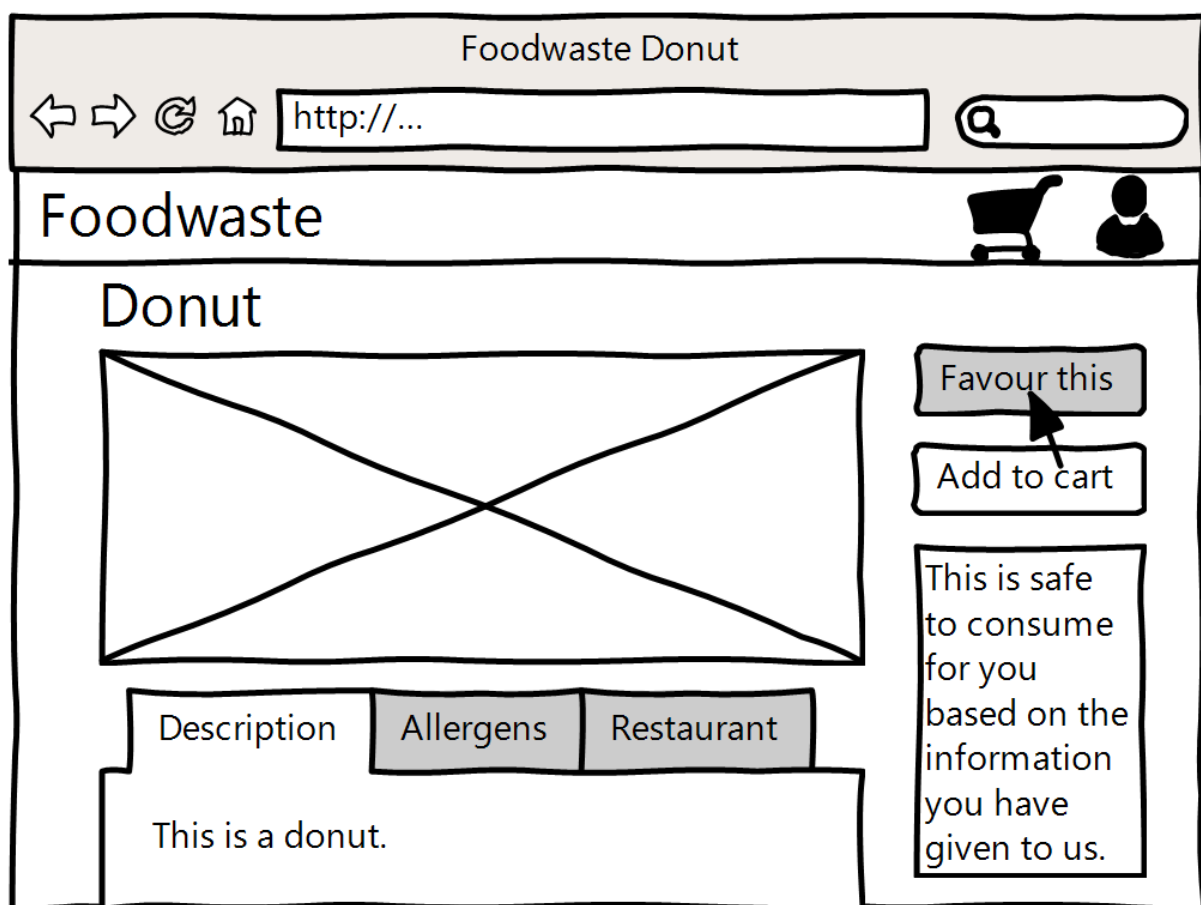 Foodwaste Donut
http://...
Foodwaste
Donut
Favour this
Add to cart
This is safe
to consume
for you
based on the
information
you have
given to us.
Description
Allergens
Restaurant
This is a donut.